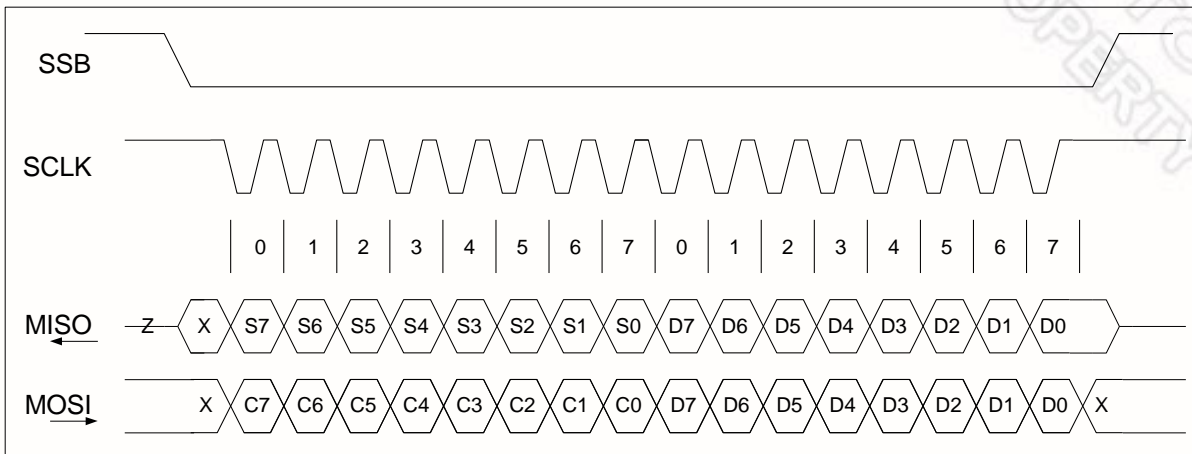 SSB
SCLK
0 1 2 3 4 5 6 7 0 1 2 3 4 5 6 7
MISO Z X S7 S6 S5 S4 S3 S2 S1 S0 D7 D6 D5 D4 D3 D2 D1 D0
MOSI X C7 C6 C5 C4 C3 C2 C1 C0 D7 D6 D5 D4 D3 D2 D1 D0 X